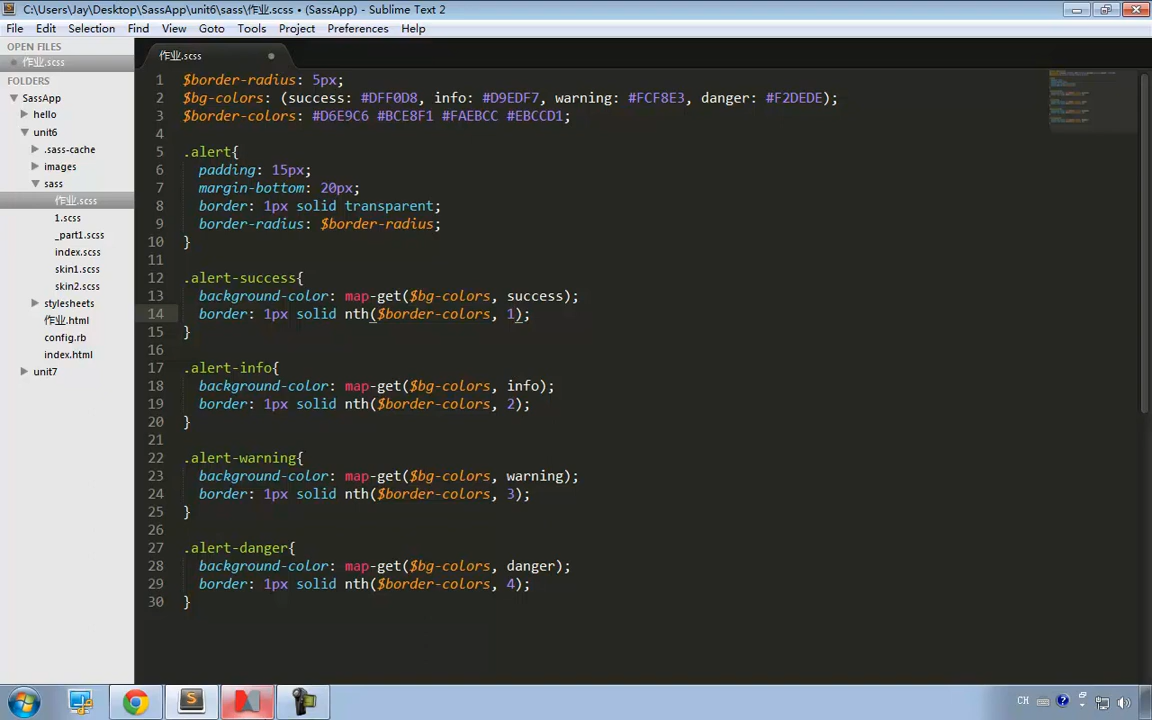 C:\Users\Jay\Desktop\SassApp\unit6\sass\作业.scss • (SassApp) - Sublime Text 2
File Edit Selection Find View Goto Tools Project Preferences Help
OPEN FILES
作业.scss
FOLDERS
SassApp
hello
unit6
.sass-cache
images
sass
作业.scss
1.scss
_part1.scss
index.scss
skin1.scss
skin2.scss
stylesheets
作业.html
config.rb
index.html
unit7
作业.scss
1 $border-radius: 5px;
2 $bg-colors: (success: #DFF0D8, info: #D9EDF7, warning: #FCF8E3, danger: #F2DEDE);
3 $border-colors: #D6E9C6 #BCE8F1 #FAEBCC #EBCCD1;
4
5 .alert{
6 padding: 15px;
7 margin-bottom: 20px;
8 border: 1px solid transparent;
9 border-radius: $border-radius;
10 }
11
12 .alert-success{
13 background-color: map-get($bg-colors, success);
14 border: 1px solid nth($border-colors, 1);
15 }
16
17 .alert-info{
18 background-color: map-get($bg-colors, info);
19 border: 1px solid nth($border-colors, 2);
20 }
21
22 .alert-warning{
23 background-color: map-get($bg-colors, warning);
24 border: 1px solid nth($border-colors, 3);
25 }
26
27 .alert-danger{
28 background-color: map-get($bg-colors, danger);
29 border: 1px solid nth($border-colors, 4);
30 }
CH